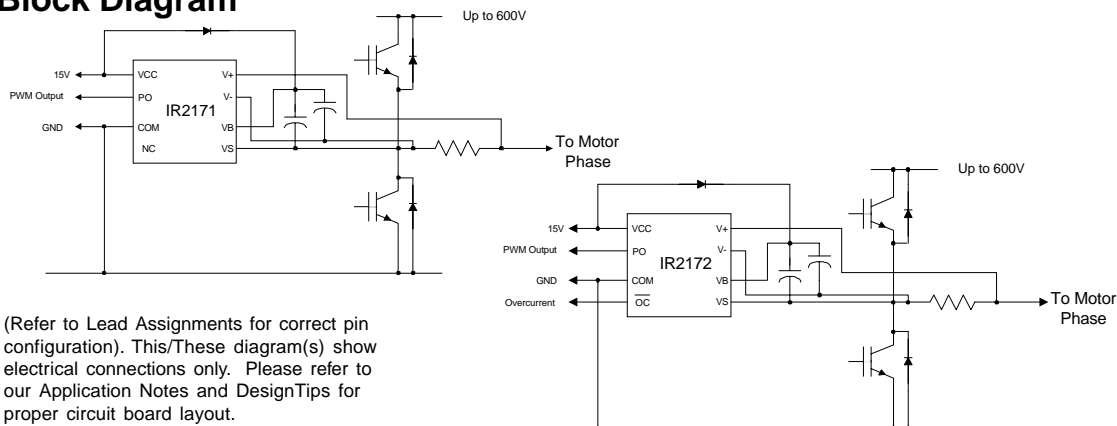 Block Diagram
Up to 600V
15V
VCC
V+
PWM Output
PO
IR2171
V-
GND
COM
VB
NC
VS
To Motor
Phase
Up to 600V
15V
VCC
V+
PWM Output
PO
IR2172
V-
GND
COM
VB
Overcurrent
OC
VS
To Motor
Phase
(Refer to Lead Assignments for correct pin
configuration). This/These diagram(s) show
electrical connections only. Please refer to
our Application Notes and DesignTips for
proper circuit board layout.